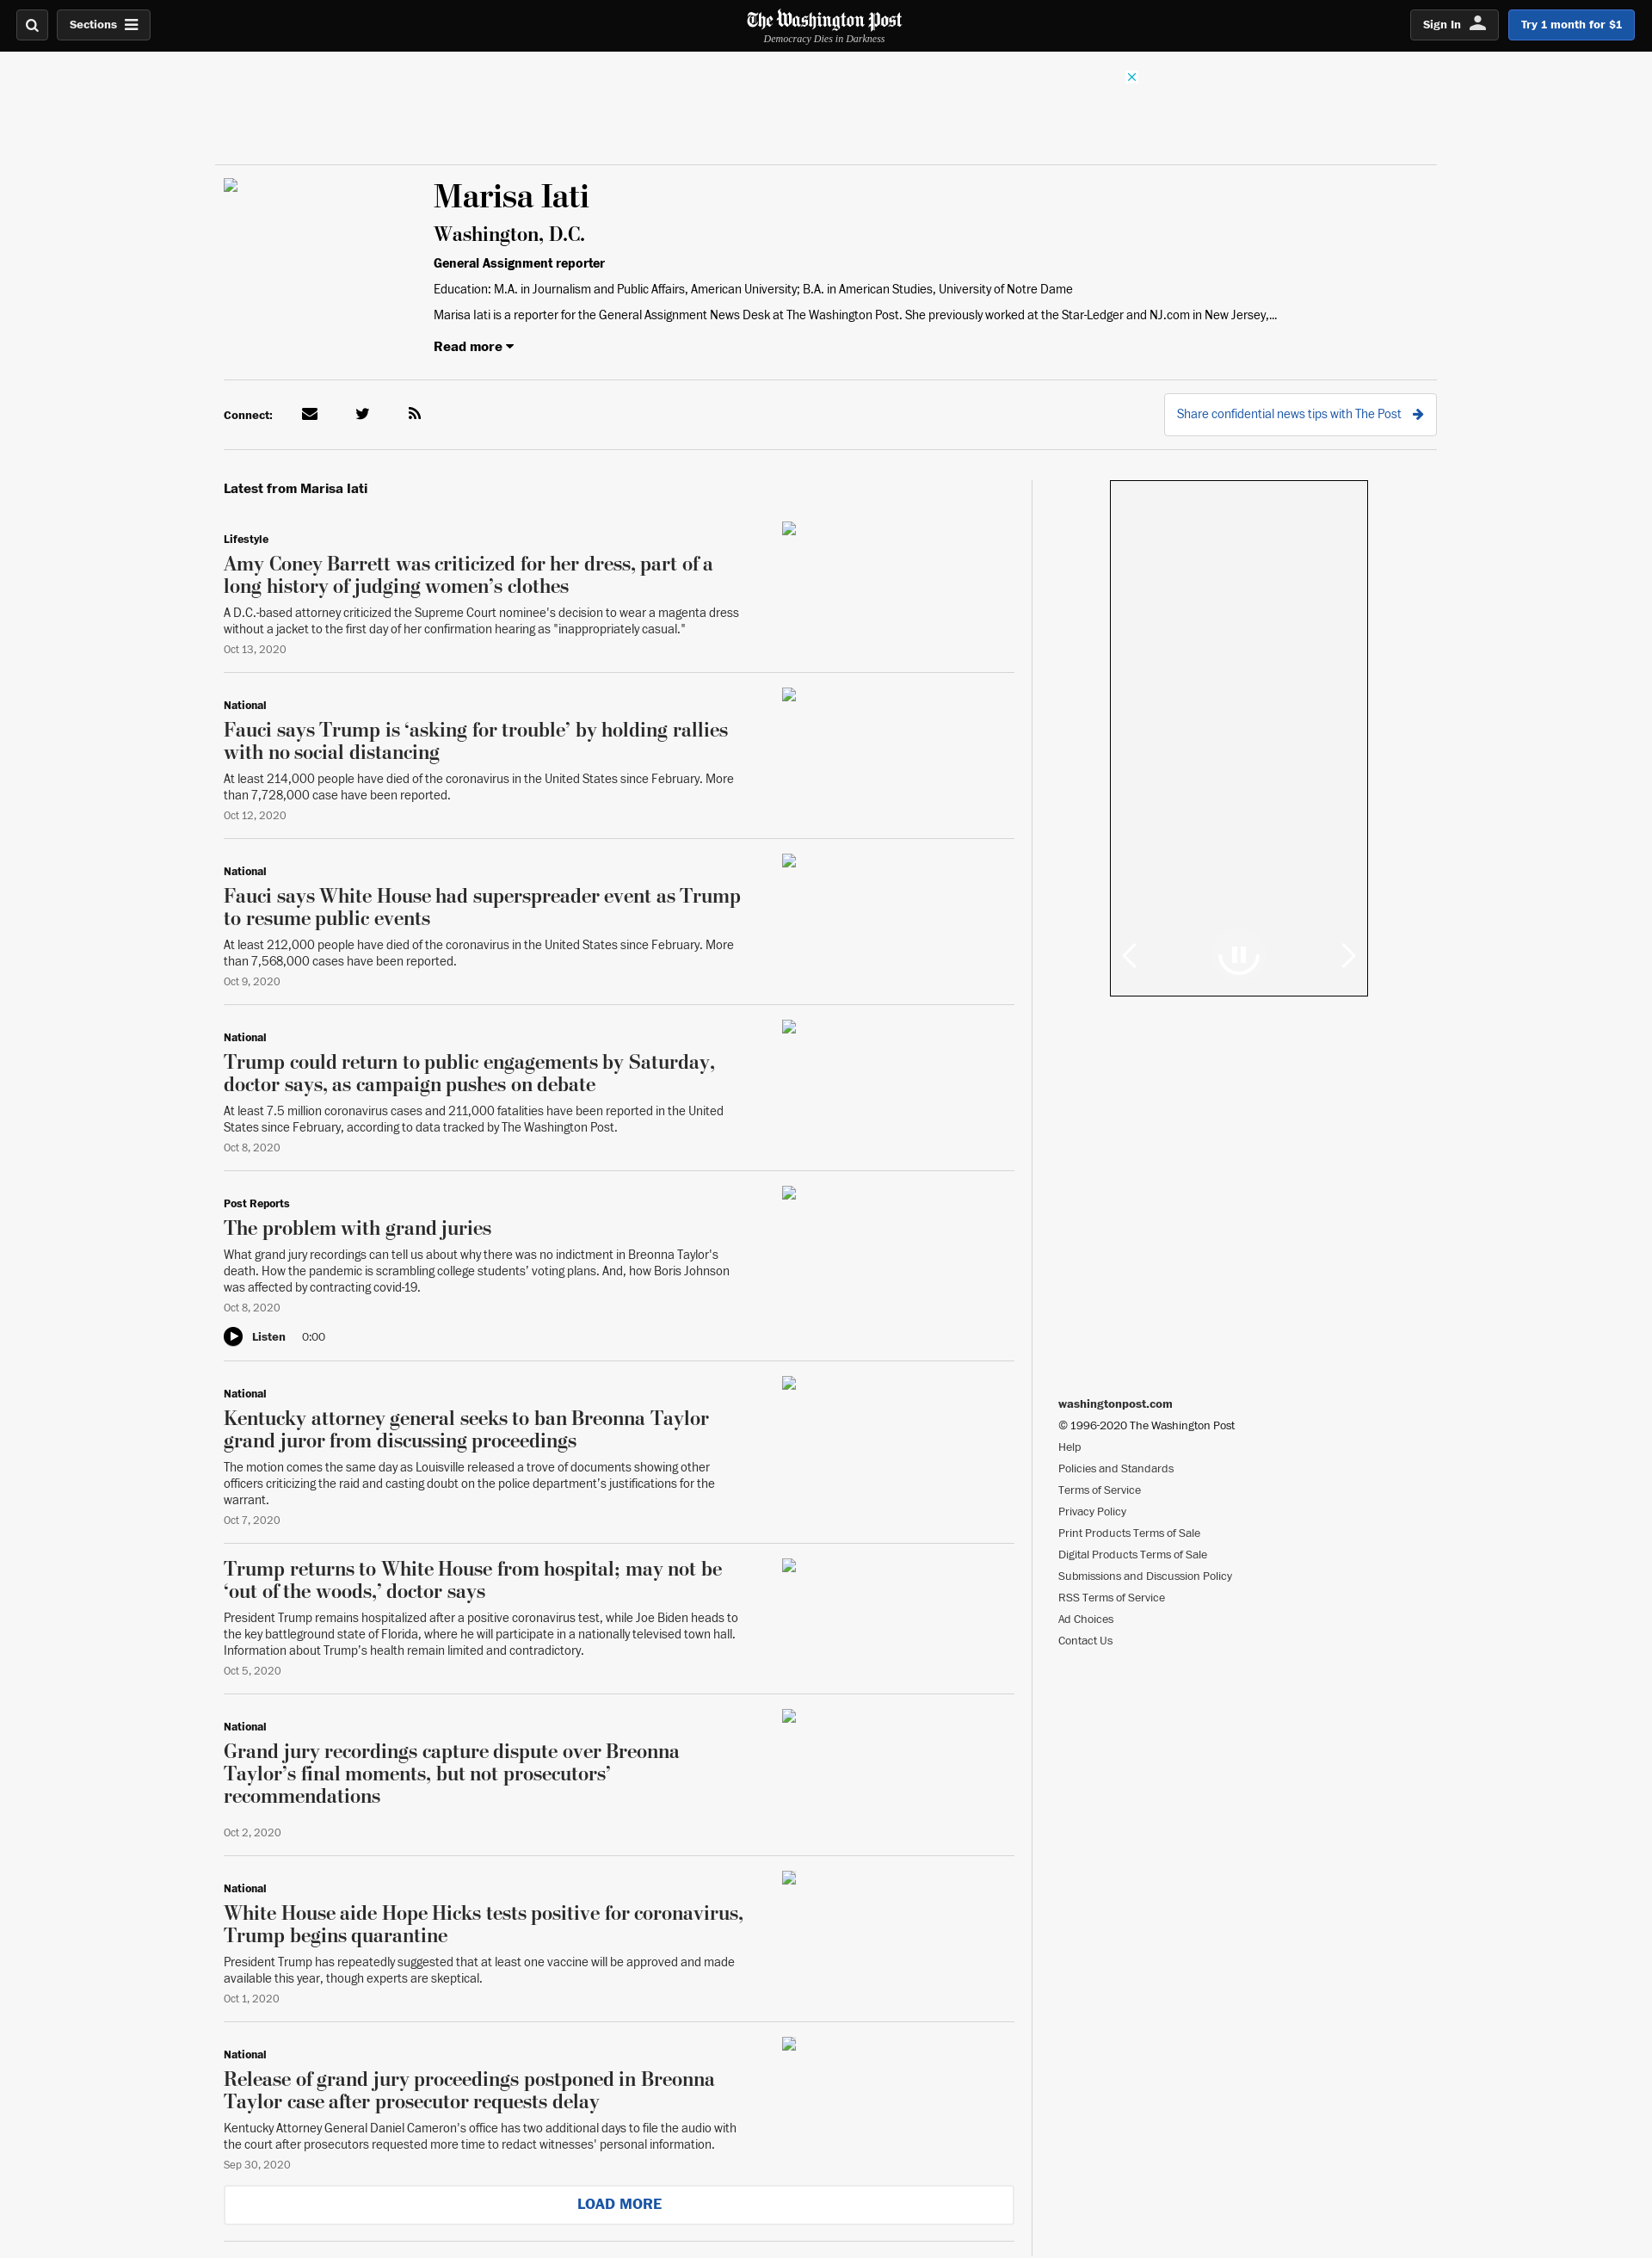 Sections
The Washington Post
Democracy Dies in Darkness
Sign In
Try 1 month for $1
Marisa Iati
Washington, D.C.
General Assignment reporter
Education: M.A. in Journalism and Public Affairs, American University; B.A. in American Studies, University of Notre Dame
Marisa Iati is a reporter for the General Assignment News Desk at The Washington Post. She previously worked at the Star-Ledger and NJ.com in New Jersey,...
Read more
Connect:
Share confidential news tips with The Post
Latest from Marisa Iati
Lifestyle
Amy Coney Barrett was criticized for her dress, part of a
long history of judging women’s clothes
A D.C.-based attorney criticized the Supreme Court nominee's decision to wear a magenta dress
without a jacket to the first day of her confirmation hearing as "inappropriately casual."
Oct 13, 2020
National
Fauci says Trump is ‘asking for trouble’ by holding rallies
with no social distancing
At least 214,000 people have died of the coronavirus in the United States since February. More
than 7,728,000 case have been reported.
Oct 12, 2020
National
Fauci says White House had superspreader event as Trump
to resume public events
At least 212,000 people have died of the coronavirus in the United States since February. More
than 7,568,000 cases have been reported.
Oct 9, 2020
National
Trump could return to public engagements by Saturday,
doctor says, as campaign pushes on debate
At least 7.5 million coronavirus cases and 211,000 fatalities have been reported in the United
States since February, according to data tracked by The Washington Post.
Oct 8, 2020
Post Reports
The problem with grand juries
What grand jury recordings can tell us about why there was no indictment in Breonna Taylor's
death. How the pandemic is scrambling college students’ voting plans. And, how Boris Johnson
was affected by contracting covid-19.
Oct 8, 2020
Listen 0:00
National
Kentucky attorney general seeks to ban Breonna Taylor
grand juror from discussing proceedings
The motion comes the same day as Louisville released a trove of documents showing other
officers criticizing the raid and casting doubt on the police department’s justifications for the
warrant.
Oct 7, 2020
Trump returns to White House from hospital; may not be
‘out of the woods,’ doctor says
President Trump remains hospitalized after a positive coronavirus test, while Joe Biden heads to
the key battleground state of Florida, where he will participate in a nationally televised town hall.
Information about Trump’s health remain limited and contradictory.
Oct 5, 2020
National
Grand jury recordings capture dispute over Breonna
Taylor’s final moments, but not prosecutors’
recommendations
Oct 2, 2020
National
White House aide Hope Hicks tests positive for coronavirus,
Trump begins quarantine
President Trump has repeatedly suggested that at least one vaccine will be approved and made
available this year, though experts are skeptical.
Oct 1, 2020
National
Release of grand jury proceedings postponed in Breonna
Taylor case after prosecutor requests delay
Kentucky Attorney General Daniel Cameron's office has two additional days to file the audio with
the court after prosecutors requested more time to redact witnesses' personal information.
Sep 30, 2020
LOAD MORE
washingtonpost.com
© 1996-2020 The Washington Post
Help
Policies and Standards
Terms of Service
Privacy Policy
Print Products Terms of Sale
Digital Products Terms of Sale
Submissions and Discussion Policy
RSS Terms of Service
Ad Choices
Contact Us